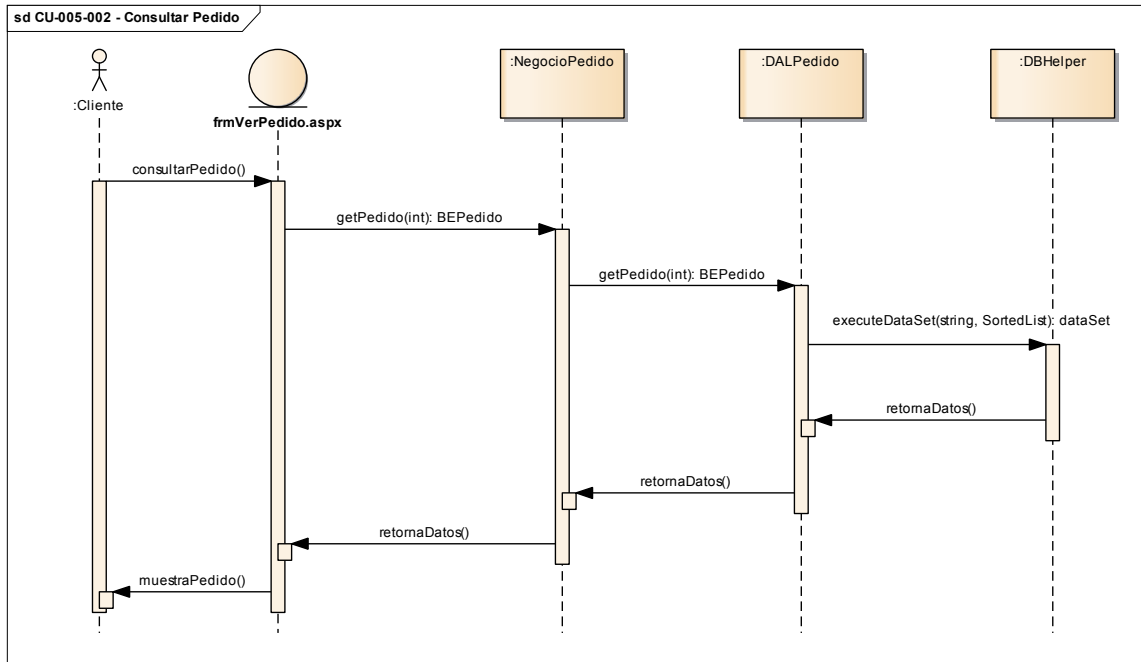 sd CU-005-002 - Consultar Pedido
:Cliente
frmVerPedido.aspx
:NegocioPedido
:DALPedido
:DBHelper
consultarPedido()
getPedido(int): BEPedido
getPedido(int): BEPedido
executeDataSet(string, SortedList): dataSet
retornaDatos()
retornaDatos()
retornaDatos()
muestraPedido()